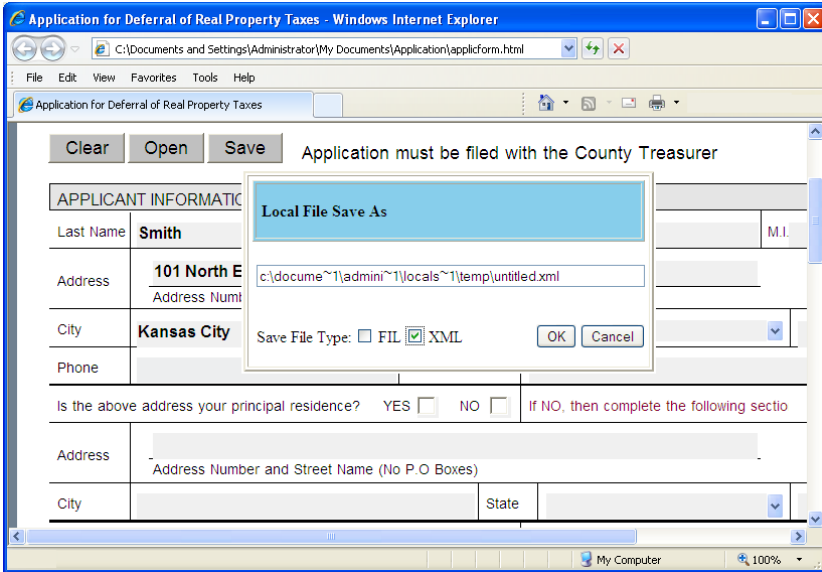 Application for Deferral of Real Property Taxes - Windows Internet Explorer
C:\Documents and Settings\Administrator\My Documents\Application\applicform.html
File Edit View Favorites Tools Help
Application for Deferral of Real Property Taxes
Clear Open Save Application must be filed with the County Treasurer
APPLICANT INFORMATIO
Local File Save As
Last Name Smith M.I.
Address 101 North E
Address Numb
c:\docume~1\admini~1\locals~1\temp\untitled.xml
City Kansas City
Save File Type: FIL XML OK Cancel
Phone
Is the above address your principal residence? YES NO If NO, then complete the following sectio
Address
Address Number and Street Name (No P.O Boxes)
City State
My Computer 100%